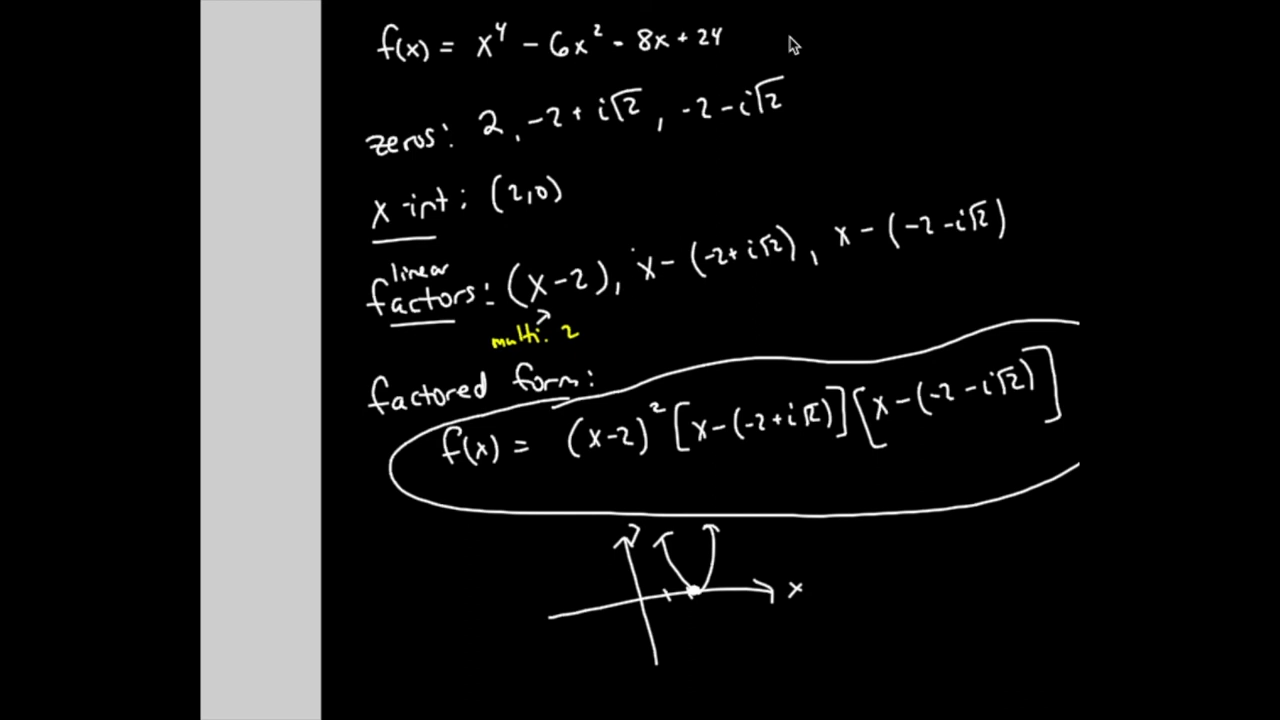 f(x) = x⁴ - 6x² - 8x + 24
zeros: 2, -2 + i√2, -2 - i√2
x-int: (2,0)
linear
factors: (x-2), x - (-2 + i√2), x - (-2 - i√2)
multi. 2
factored form:
f(x) = (x-2)² [x - (-2 + i√2)] [x - (-2 - i√2)]
x